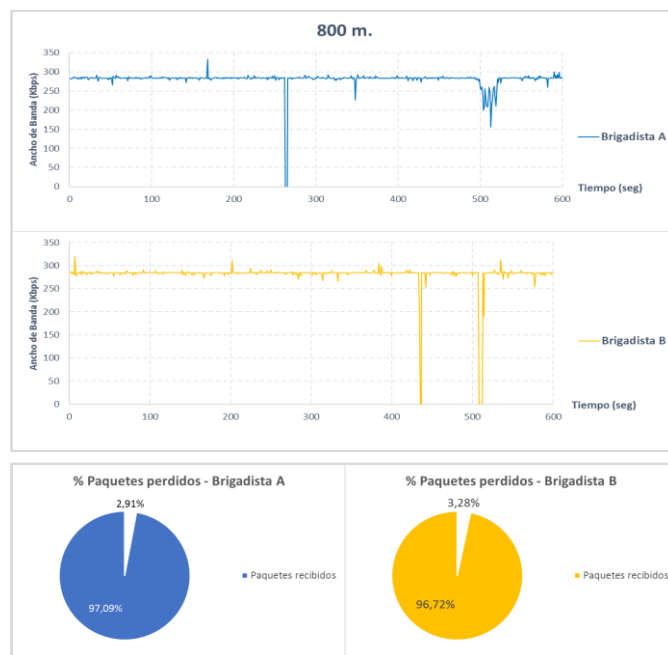 800 m.
Ancho de Banda (Kbps)
350
300
250
200
150
100
50
0
0 100 200 300 400 500 600
Tiempo (seg)
Brigadista A
Ancho de Banda (Kbps)
350
300
250
200
150
100
50
0
0 100 200 300 400 500 600
Tiempo (seg)
Brigadista B
% Paquetes perdidos - Brigadista A
2,91%
97,09%
Paquetes recibidos
% Paquetes perdidos - Brigadista B
3,28%
96,72%
Paquetes recibidos